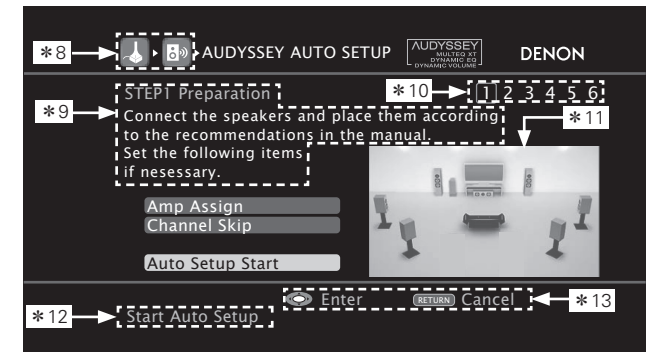 *8 AUDYSSEY AUTO SETUP AUDYSSEY MULTEQ XT DYNAMIC EQ DYNAMIC VOLUME DENON
*9 STEP1 Preparation *10 1 2 3 4 5 6
Connect the speakers and place them according *11
to the recommendations in the manual.
Set the following items
if nesessary.
Amp Assign
Channel Skip
Auto Setup Start
Enter RETURN Cancel *13
*12 Start Auto Setup